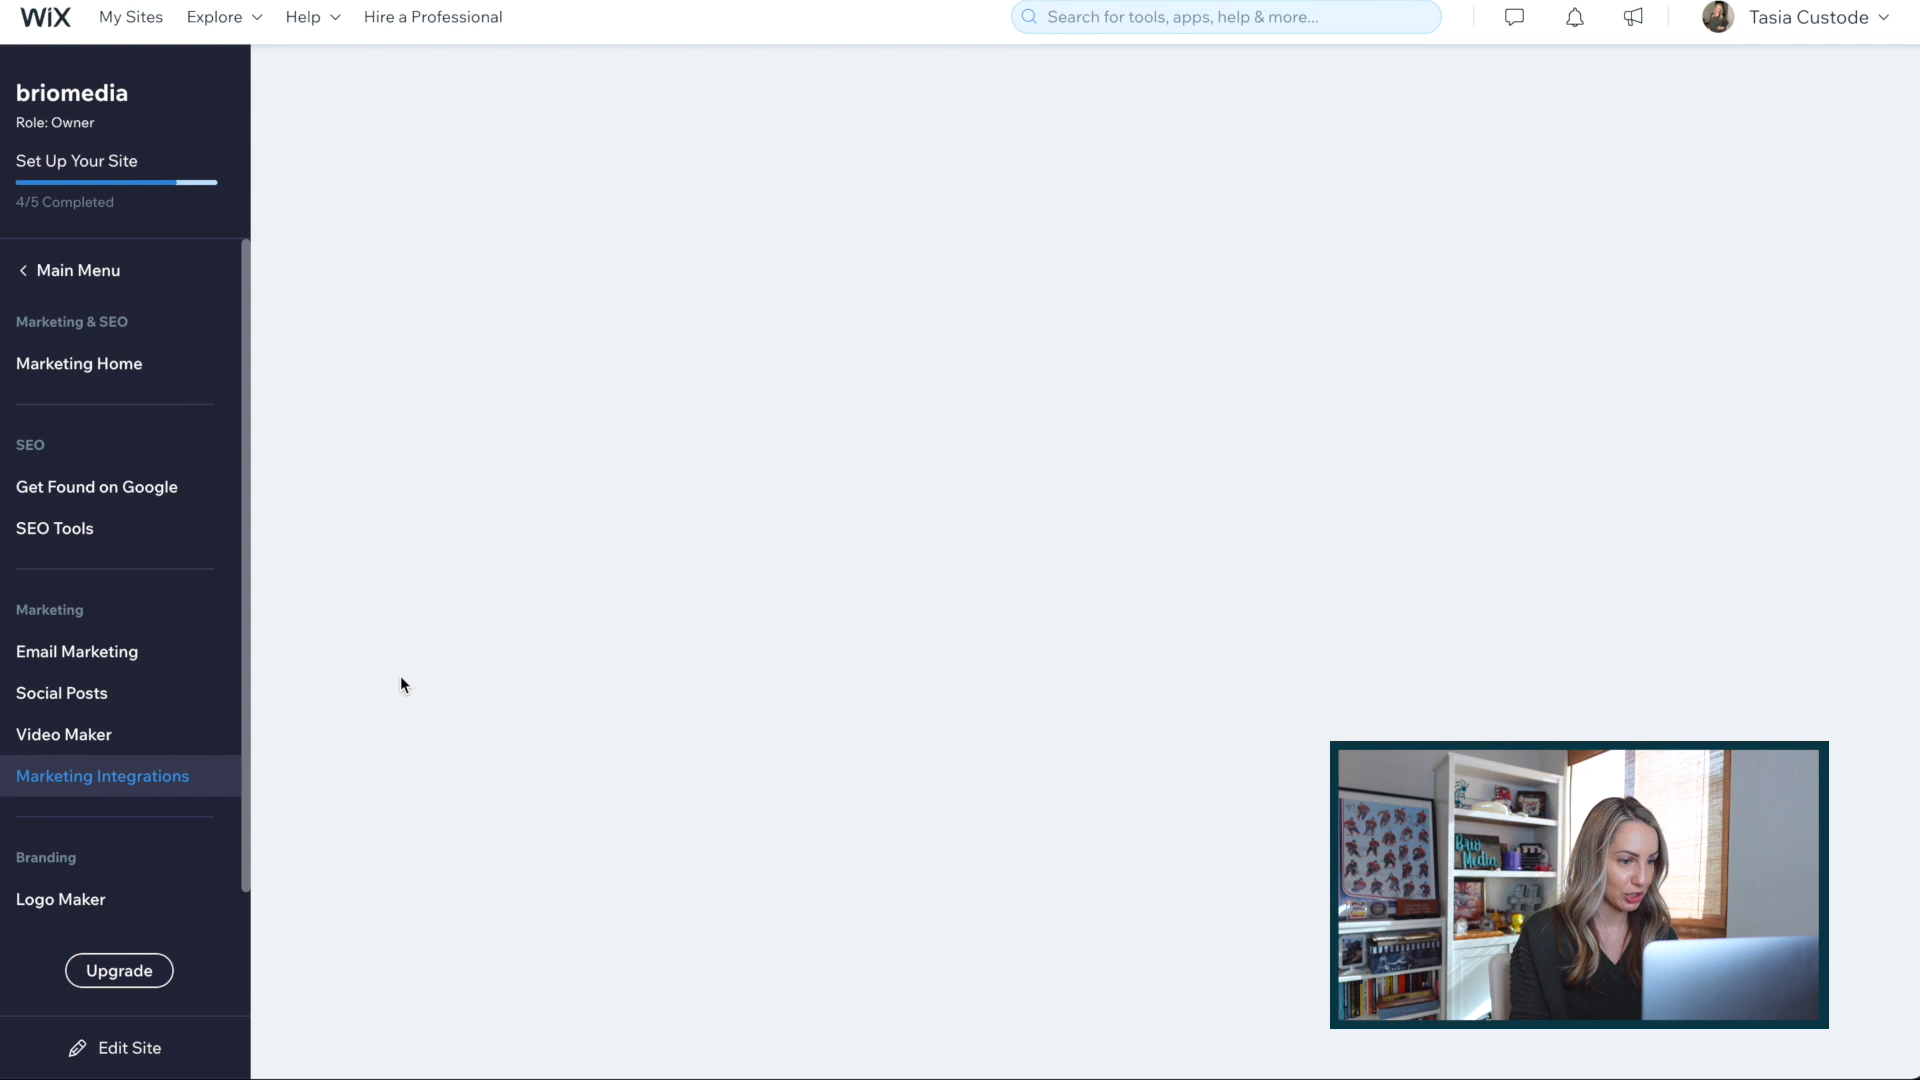 WiX
My Sites
Explore
Help
Hire a Professional
Search for tools, apps, help & more...
Tasia Custode
briomedia
Role: Owner
Set Up Your Site
4/5 Completed
Main Menu
Marketing & SEO
Marketing Home
SEO
Get Found on Google
SEO Tools
Marketing
Email Marketing
Social Posts
Video Maker
Marketing Integrations
Branding
Logo Maker
Upgrade
Edit Site
Brio
Media